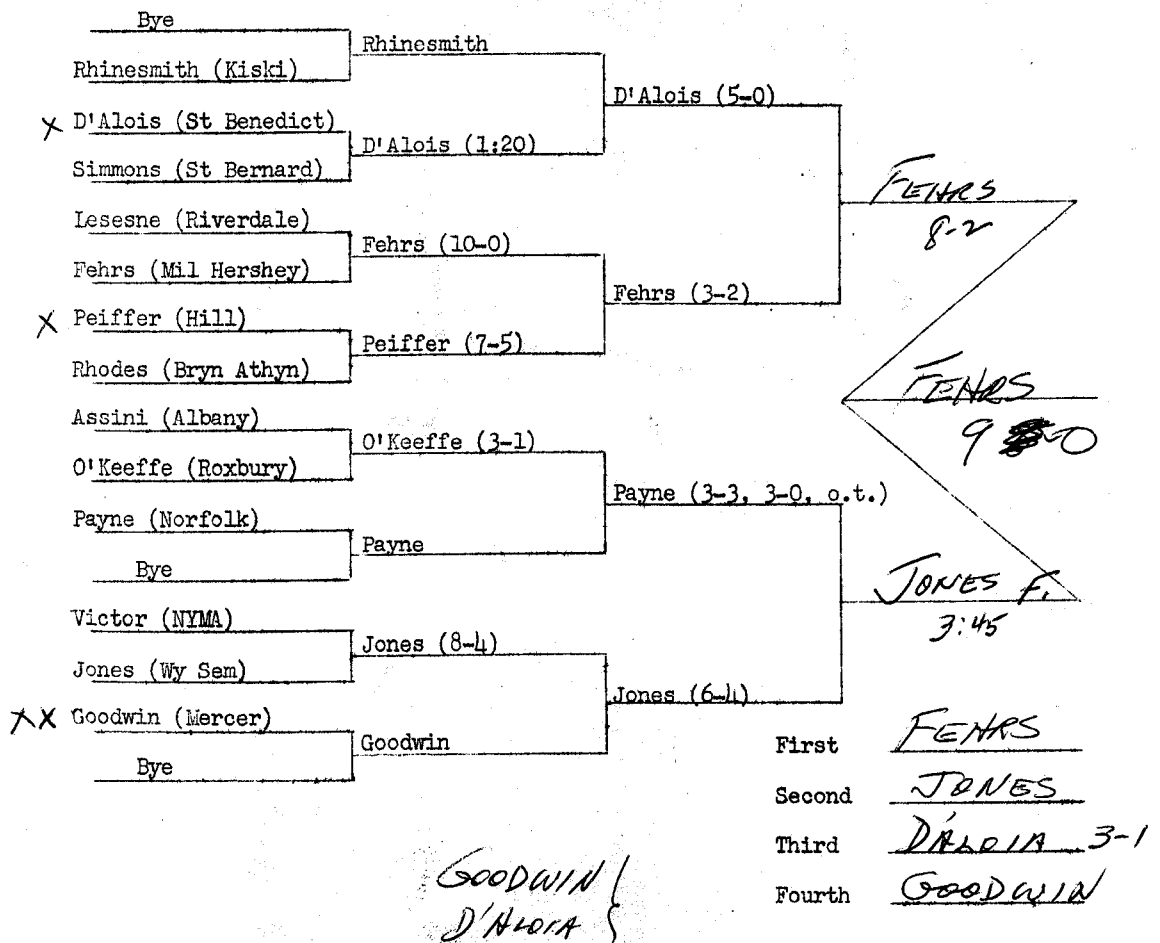 Bye
Rhinesmith
Rhinesmith (Kiski)
D'Alois (5-0)
X D'Alois (St Benedict)
D'Alois (1:20)
Simmons (St Bernard)
FEHRS
8-2
Lesesne (Riverdale)
Fehrs (10-0)
Fehrs (Mil Hershey)
Fehrs (3-2)
X Peiffer (Hill)
Peiffer (7-5)
Rhodes (Bryn Athyn)
FEHRS
9 -0
Assini (Albany)
O'Keeffe (3-1)
O'Keeffe (Roxbury)
Payne (3-3, 3-0, o.t.)
Payne (Norfolk)
Payne
Bye
JONES F.
3:45
Victor (NYMA)
Jones (8-4)
Jones (Wy Sem)
Jones (6-4)
XX Goodwin (Mercer)
Goodwin
Bye
First FEHRS
Second JONES
Third D'ALOIA 3-1
Fourth GOODWIN
GOODWIN
D'ALOIA